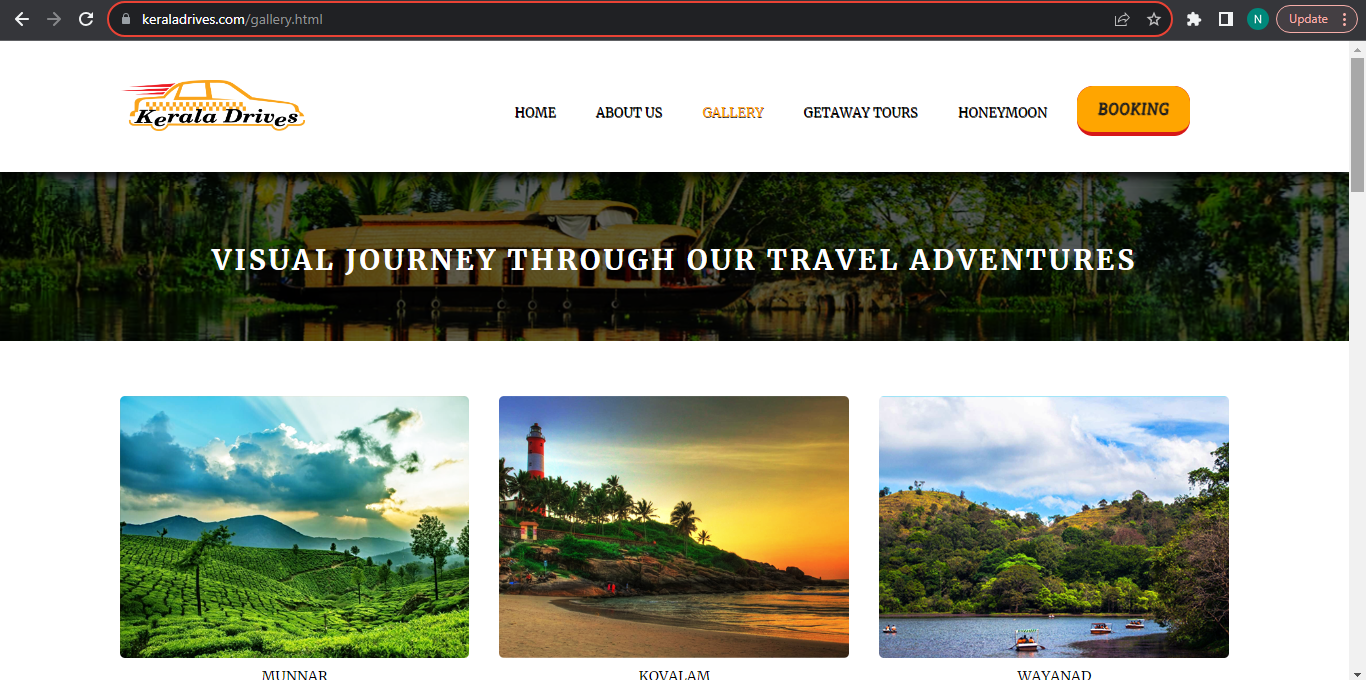 keraladrives.com/gallery.html
N
Update
Kerala Drives
HOME
ABOUT US
GALLERY
GETAWAY TOURS
HONEYMOON
BOOKING
VISUAL JOURNEY THROUGH OUR TRAVEL ADVENTURES
MUNNAR
KOVALAM
WAYANAD